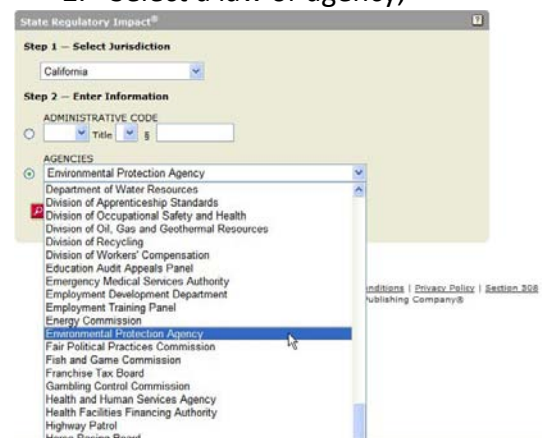 2. Select a law or agency,
State Regulatory Impact®
?
Step 1 – Select Jurisdiction
California
Step 2 – Enter Information
ADMINISTRATIVE CODE
Title §
AGENCIES
Environmental Protection Agency
Department of Water Resources
Division of Apprenticeship Standards
Division of Occupational Safety and Health
Division of Oil, Gas and Geothermal Resources
Division of Recycling
Division of Workers' Compensation
Education Audit Appeals Panel
Emergency Medical Services Authority
nditions | Privacy Policy | Section 508
Employment Development Department
Publishing Company®
Employment Training Panel
Energy Commission
Environmental Protection Agency
Fair Political Practices Commission
Fish and Game Commission
Franchise Tax Board
Gambling Control Commission
Health and Human Services Agency
Health Facilities Financing Authority
Highway Patrol
Horse Racing Board